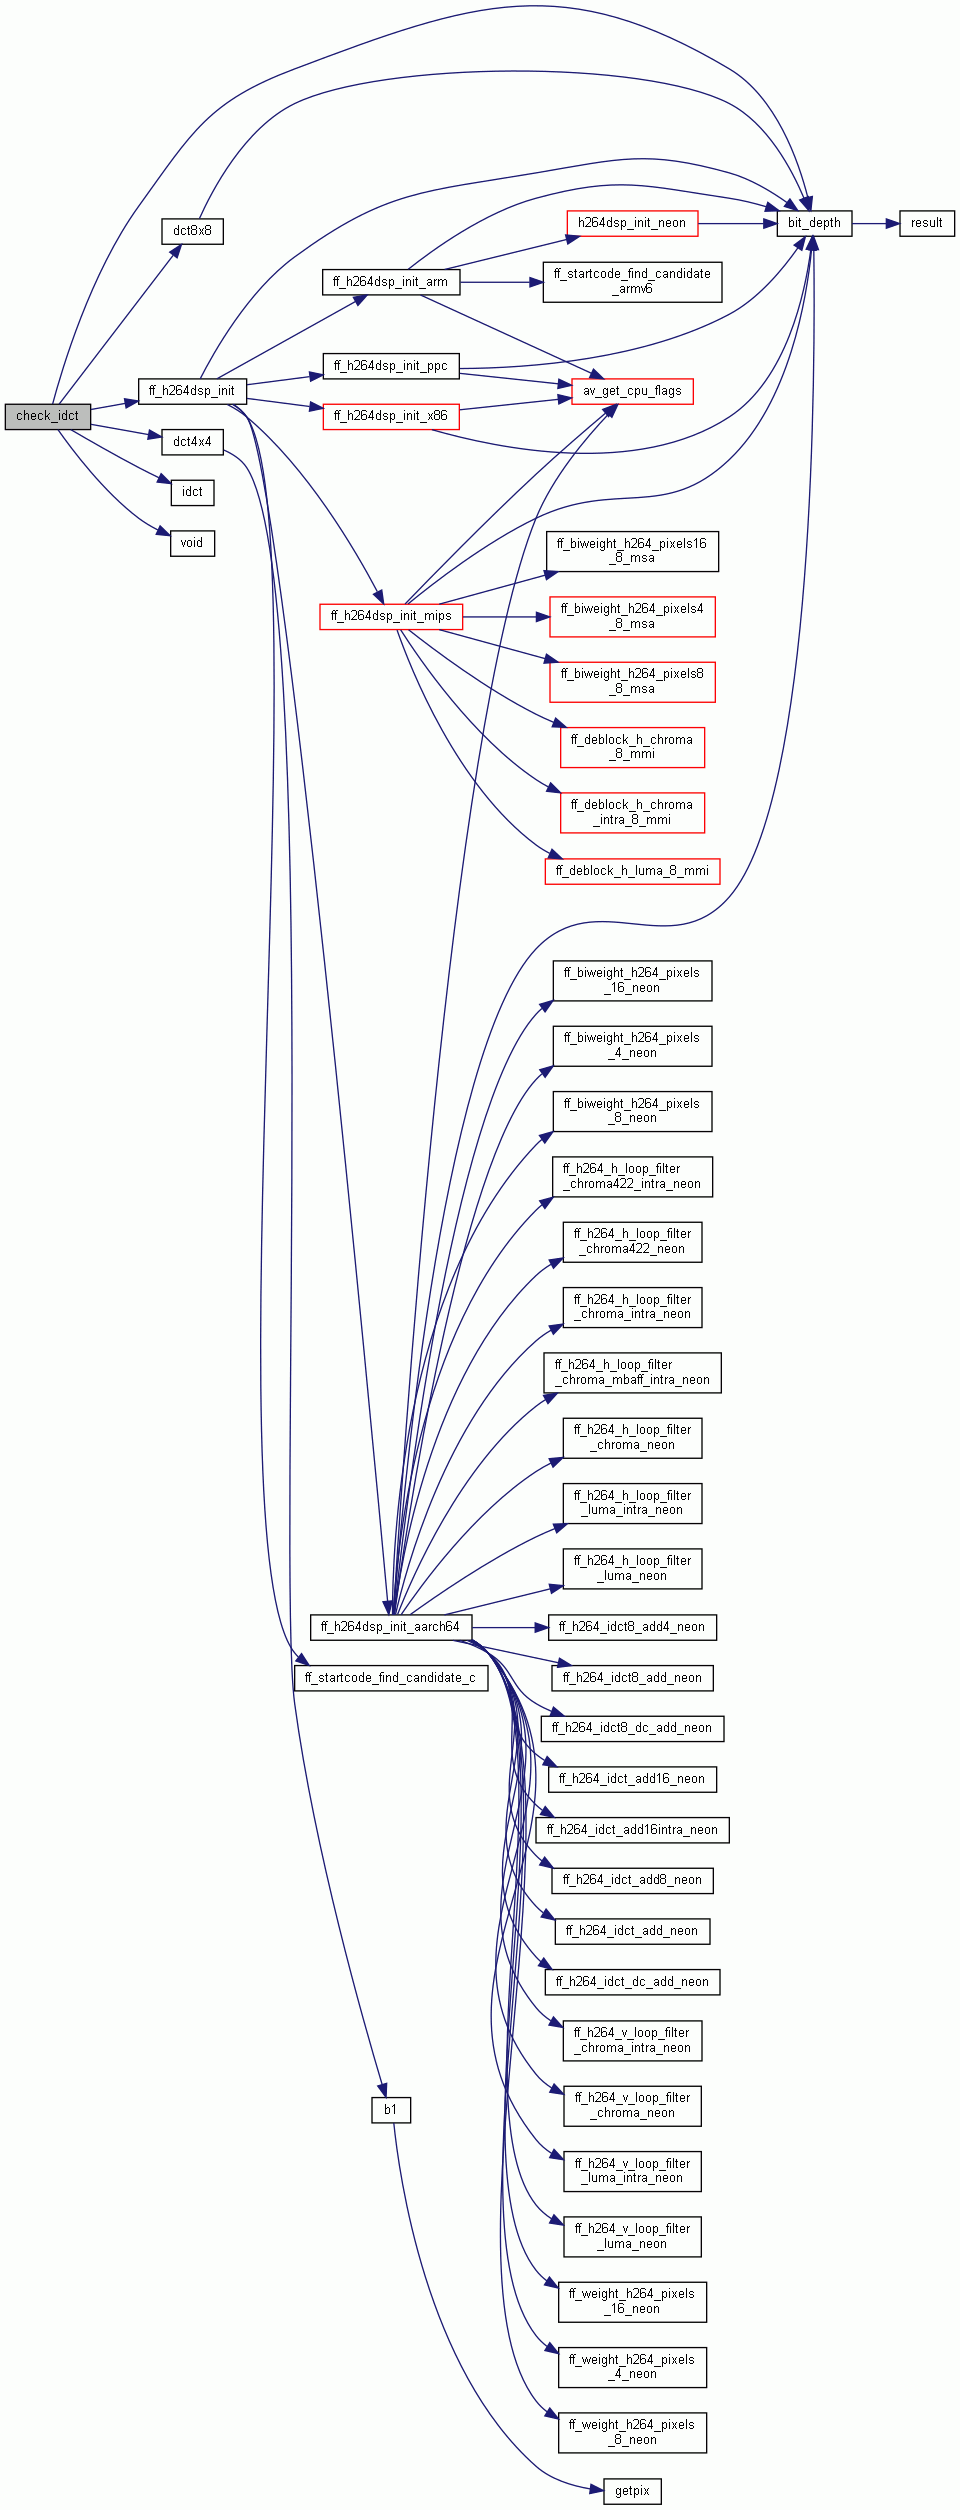 dct8x8
h264dsp_init_neon
bit_depth
result
ff_h264dsp_init_arm
ff_startcode_find_candidate
_armv6
ff_h264dsp_init_ppc
ff_h264dsp_init
av_get_cpu_flags
check_idct
ff_h264dsp_init_x86
dct4x4
idct
void
ff_biweight_h264_pixels16
_8_msa
ff_h264dsp_init_mips
ff_biweight_h264_pixels4
_8_msa
ff_biweight_h264_pixels8
_8_msa
ff_deblock_h_chroma
_8_mmi
ff_deblock_h_chroma
_intra_8_mmi
ff_deblock_h_luma_8_mmi
ff_biweight_h264_pixels
_16_neon
ff_biweight_h264_pixels
_4_neon
ff_biweight_h264_pixels
_8_neon
ff_h264_h_loop_filter
_chroma422_intra_neon
ff_h264_h_loop_filter
_chroma422_neon
ff_h264_h_loop_filter
_chroma_intra_neon
ff_h264_h_loop_filter
_chroma_mbaff_intra_neon
ff_h264_h_loop_filter
_chroma_neon
ff_h264_h_loop_filter
_luma_intra_neon
ff_h264_h_loop_filter
_luma_neon
ff_h264dsp_init_aarch64
ff_h264_idct8_add4_neon
ff_startcode_find_candidate_c
ff_h264_idct8_add_neon
ff_h264_idct8_dc_add_neon
ff_h264_idct_add16_neon
ff_h264_idct_add16intra_neon
ff_h264_idct_add8_neon
ff_h264_idct_add_neon
ff_h264_idct_dc_add_neon
ff_h264_v_loop_filter
_chroma_intra_neon
ff_h264_v_loop_filter
_chroma_neon
b1
ff_h264_v_loop_filter
_luma_intra_neon
ff_h264_v_loop_filter
_luma_neon
ff_weight_h264_pixels
_16_neon
ff_weight_h264_pixels
_4_neon
ff_weight_h264_pixels
_8_neon
getpix